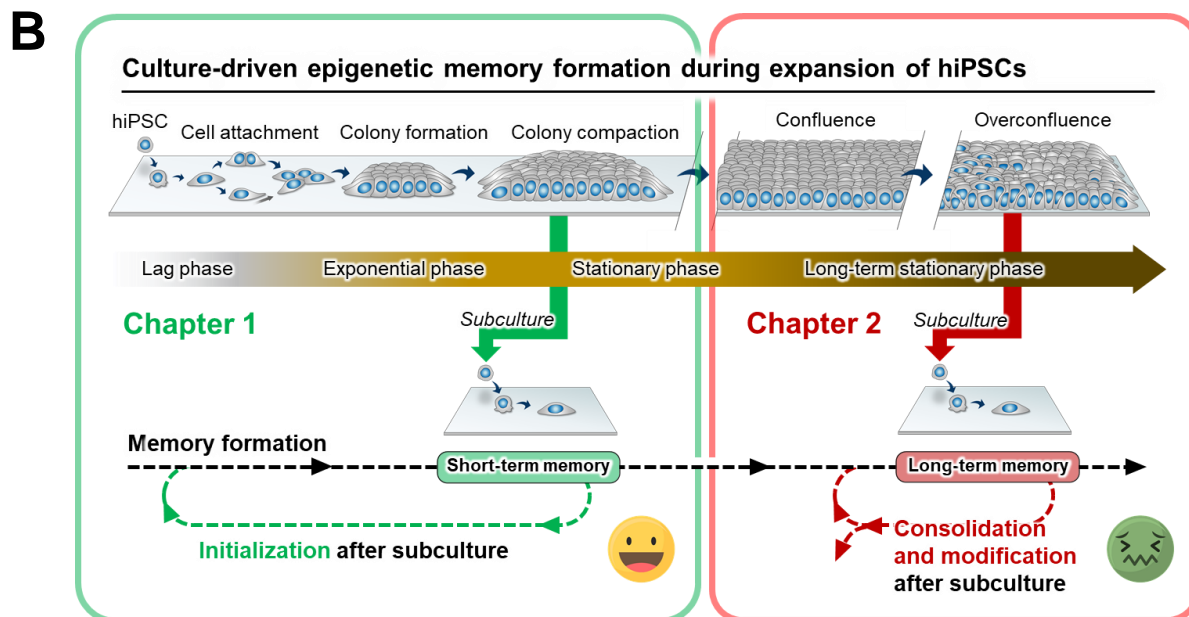 B
Culture-driven epigenetic memory formation during expansion of hiPSCs
hiPSC
Cell attachment
Colony formation
Colony compaction
Confluence
Overconfluence
Lag phase
Exponential phase
Stationary phase
Long-term stationary phase
Chapter 1
Subculture
Chapter 2
Subculture
Memory formation
Short-term memory
Long-term memory
Initialization after subculture
Consolidation
and modification
after subculture